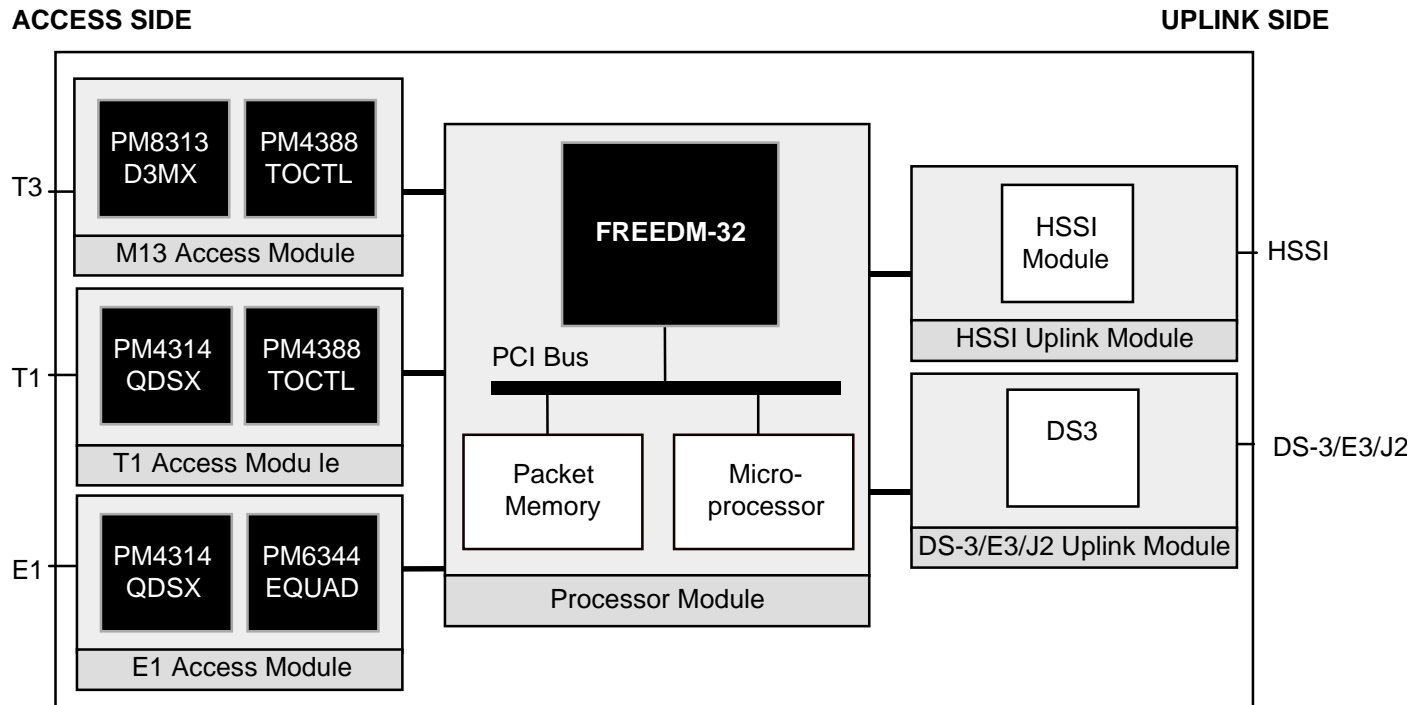 ACCESS SIDE
UPLINK SIDE
T3
PM8313
D3MX
PM4388
TOCTL
M13 Access Module
T1
PM4314
QDSX
PM4388
TOCTL
T1 Access Modu le
E1
PM4314
QDSX
PM6344
EQUAD
E1 Access Module
FREEDM-32
PCI Bus
Packet
Memory
Micro-
processor
Processor Module
HSSI
Module
HSSI Uplink Module
HSSI
DS3
DS-3/E3/J2 Uplink Module
DS-3/E3/J2